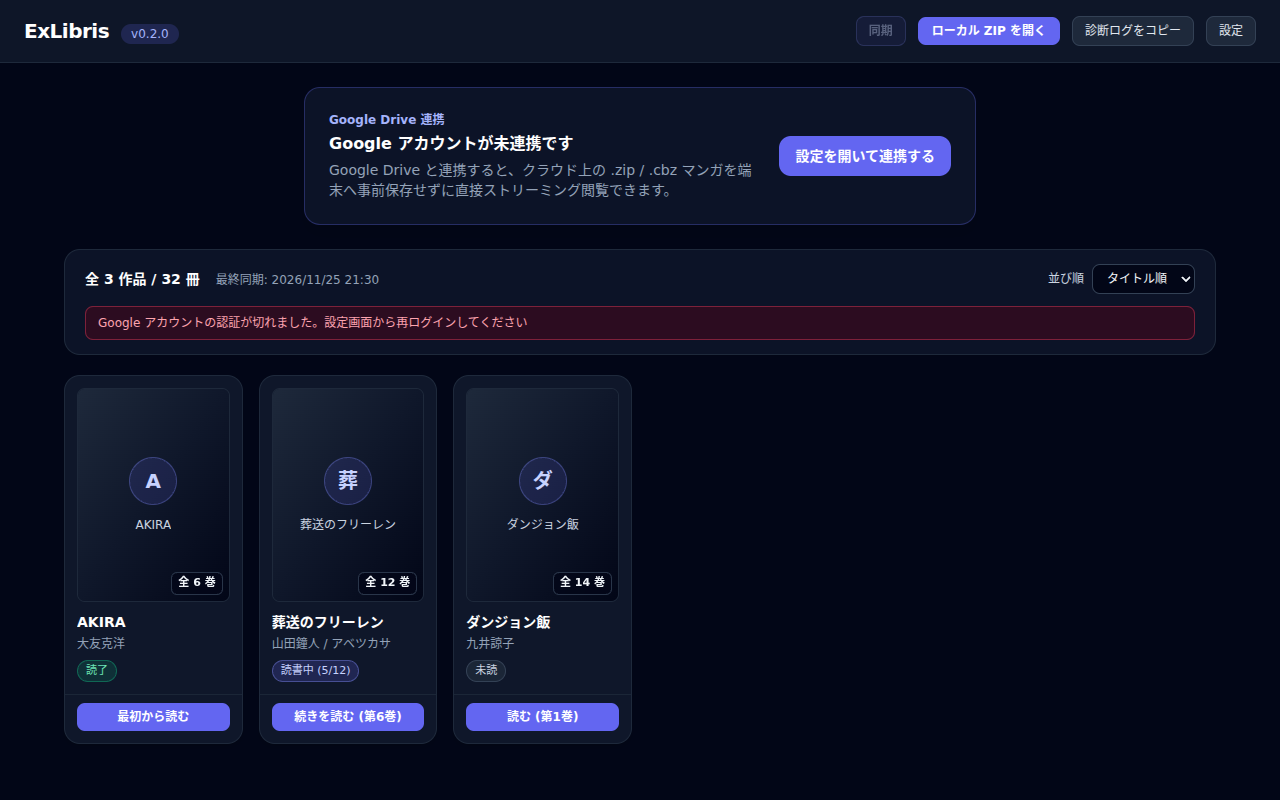 ExLibris v0.2.0 同期 ローカル ZIP を開く 診断ログをコピー 設定
Google Drive 連携
Google アカウントが未連携です
Google Drive と連携すると、クラウド上の .zip / .cbz マンガを端
末へ事前保存せずに直接ストリーミング閲覧できます。
設定を開いて連携する
全 3 作品 / 32 冊 最終同期: 2026/11/25 21:30 並び順 タイトル順
Google アカウントの認証が切れました。設定画面から再ログインしてください
A
AKIRA
全 6 巻
AKIRA
大友克洋
読了
最初から読む
葬
葬送のフリーレン
全 12 巻
葬送のフリーレン
山田鐘人 / アベツカサ
読書中 (5/12)
続きを読む (第6巻)
ダ
ダンジョン飯
全 14 巻
ダンジョン飯
九井諒子
未読
読む (第1巻)